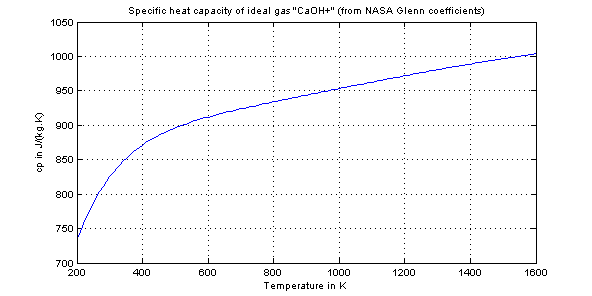 Specific heat capacity of ideal gas "CaOH+" (from NASA Glenn coefficients)
1050
1000
950
900
850
800
750
700
cp in J/(kg.K)
200 400 600 800 1000 1200 1400 1600
Temperature in K